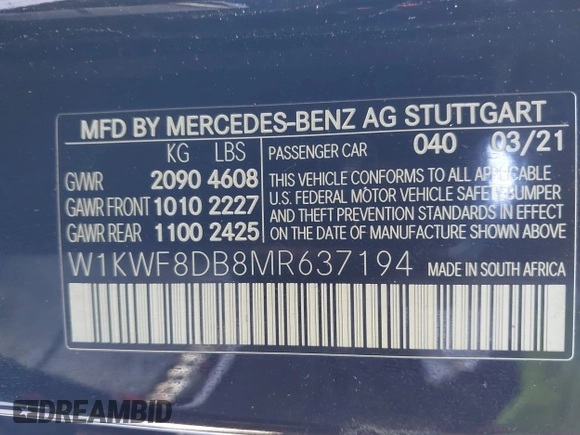 MFD BY MERCEDES-BENZ AG STUTTGART
KG LBS
GVWR 2090 4608
GAWR FRONT 1010 2227
GAWR REAR 1100 2425
PASSENGER CAR 040 03/21
THIS VEHICLE CONFORMS TO ALL APPLICABLE
U.S. FEDERAL MOTOR VEHICLE SAFETY BUMPER
AND THEFT PREVENTION STANDARDS IN EFFECT
ON THE DATE OF MANUFACTURE SHOWN ABOVE.
W1KWF8DB8MR637194 MADE IN SOUTH AFRICA
DREAMBID